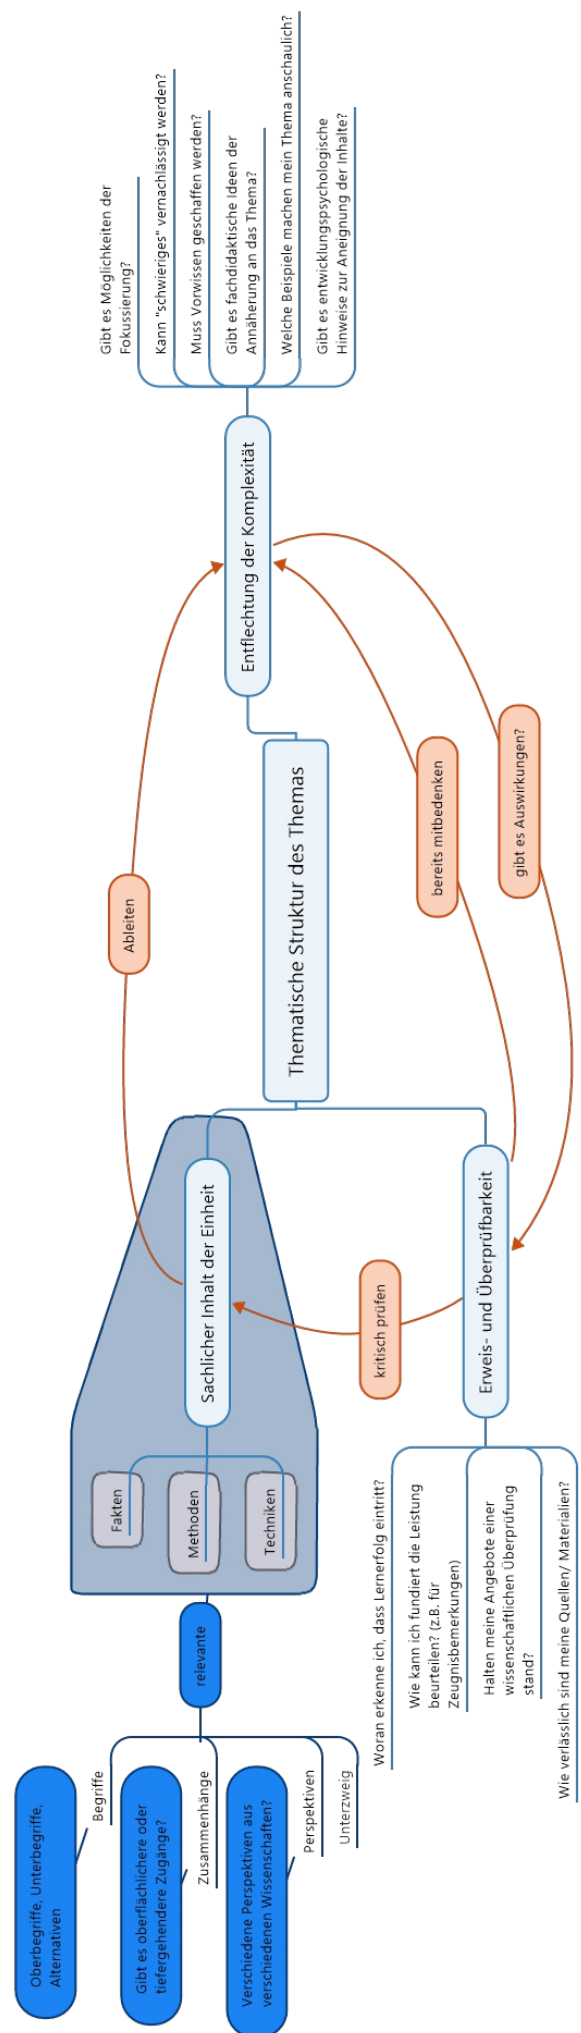 Oberbegriffe, Unterbegriffe,
Alternativen
Begriffe
Gibt es oberflächlichere oder
tiefergehendere Zugänge?
Zusammenhänge
Verschiedene Perspektiven aus
verschiedenen Wissenschaften?
Perspektiven
Unterzweig
relevante
Fakten
Methoden
Techniken
Sachlicher Inhalt der Einheit
Ableiten
kritisch prüfen
Woran erkenne ich, dass Lernerfolg eintritt?
Wie kann ich fundiert die Leistung
beurteilen? (z.B. für
Zeugnisbemerkungen)
Halten meine Angebote einer
wissenschaftlichen Überprüfung
stand?
Wie verlässlich sind meine Quellen/ Materialien?
Erweis- und Überprüfbarkeit
Thematische Struktur des Themas
bereits mitbedenken
gibt es Auswirkungen?
Entflechtung der Komplexität
Gibt es Möglichkeiten der
Fokussierung?
Kann "schwieriges" vernachlässigt werden?
Muss Vorwissen geschaffen werden?
Gibt es fachdidaktische Ideen der
Annäherung an das Thema?
Welche Beispiele machen mein Thema anschaulich?
Gibt es entwicklungspsychologische
Hinweise zur Aneignung der Inhalte?